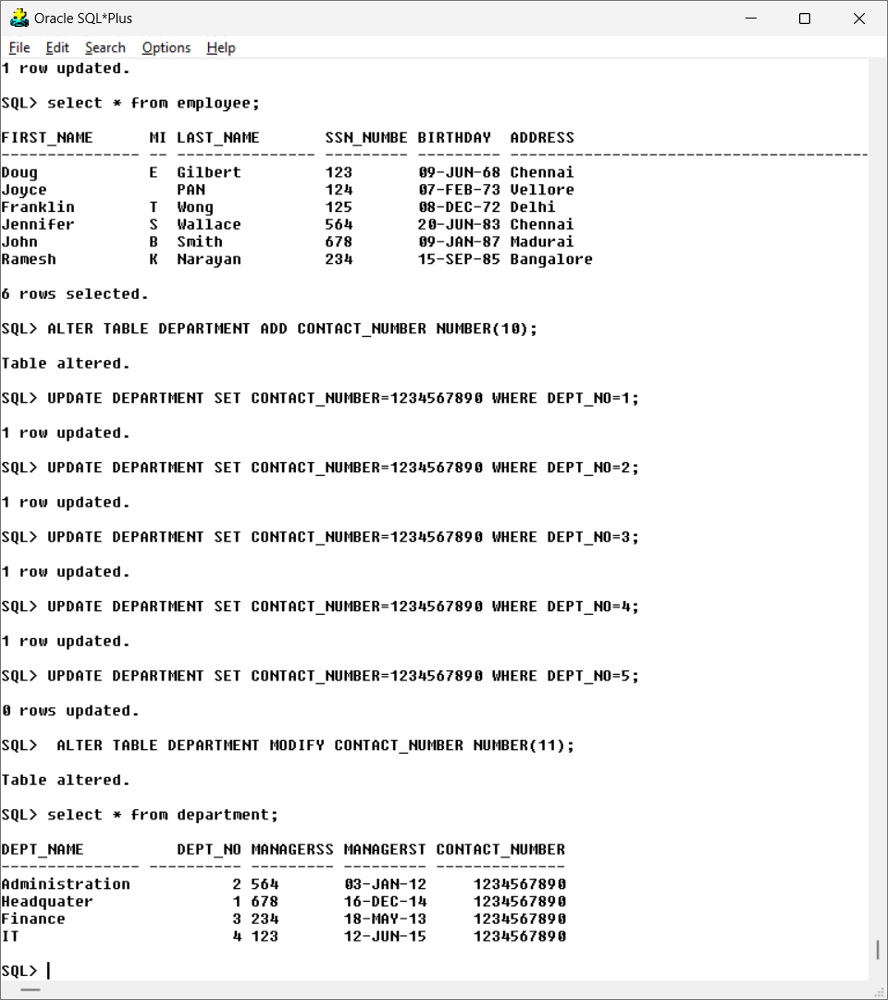 Oracle SQL*Plus
File Edit Search Options Help
1 row updated.
SQL> select * from employee;
FIRST_NAME      MI LAST_NAME       SSN_NUMBE BIRTHDAY  ADDRESS
--------------- -- --------------- --------- --------- ---------------------------------------
Doug            E  Gilbert         123       09-JUN-68 Chennai
Joyce              PAN             124       07-FEB-73 Vellore
Franklin        T  Wong            125       08-DEC-72 Delhi
Jennifer        S  Wallace         564       20-JUN-83 Chennai
John            B  Smith           678       09-JAN-87 Madurai
Ramesh          K  Narayan         234       15-SEP-85 Bangalore
6 rows selected.
SQL> ALTER TABLE DEPARTMENT ADD CONTACT_NUMBER NUMBER(10);
Table altered.
SQL> UPDATE DEPARTMENT SET CONTACT_NUMBER=1234567890 WHERE DEPT_NO=1;
1 row updated.
SQL> UPDATE DEPARTMENT SET CONTACT_NUMBER=1234567890 WHERE DEPT_NO=2;
1 row updated.
SQL> UPDATE DEPARTMENT SET CONTACT_NUMBER=1234567890 WHERE DEPT_NO=3;
1 row updated.
SQL> UPDATE DEPARTMENT SET CONTACT_NUMBER=1234567890 WHERE DEPT_NO=4;
1 row updated.
SQL> UPDATE DEPARTMENT SET CONTACT_NUMBER=1234567890 WHERE DEPT_NO=5;
0 rows updated.
SQL>  ALTER TABLE DEPARTMENT MODIFY CONTACT_NUMBER NUMBER(11);
Table altered.
SQL> select * from department;
DEPT_NAME          DEPT_NO MANAGERSS MANAGERST CONTACT_NUMBER
--------------- ---------- --------- --------- --------------
Administration           2 564       03-JAN-12     1234567890
Headquater               1 678       16-DEC-14     1234567890
Finance                  3 234       18-MAY-13     1234567890
IT                       4 123       12-JUN-15     1234567890
SQL>